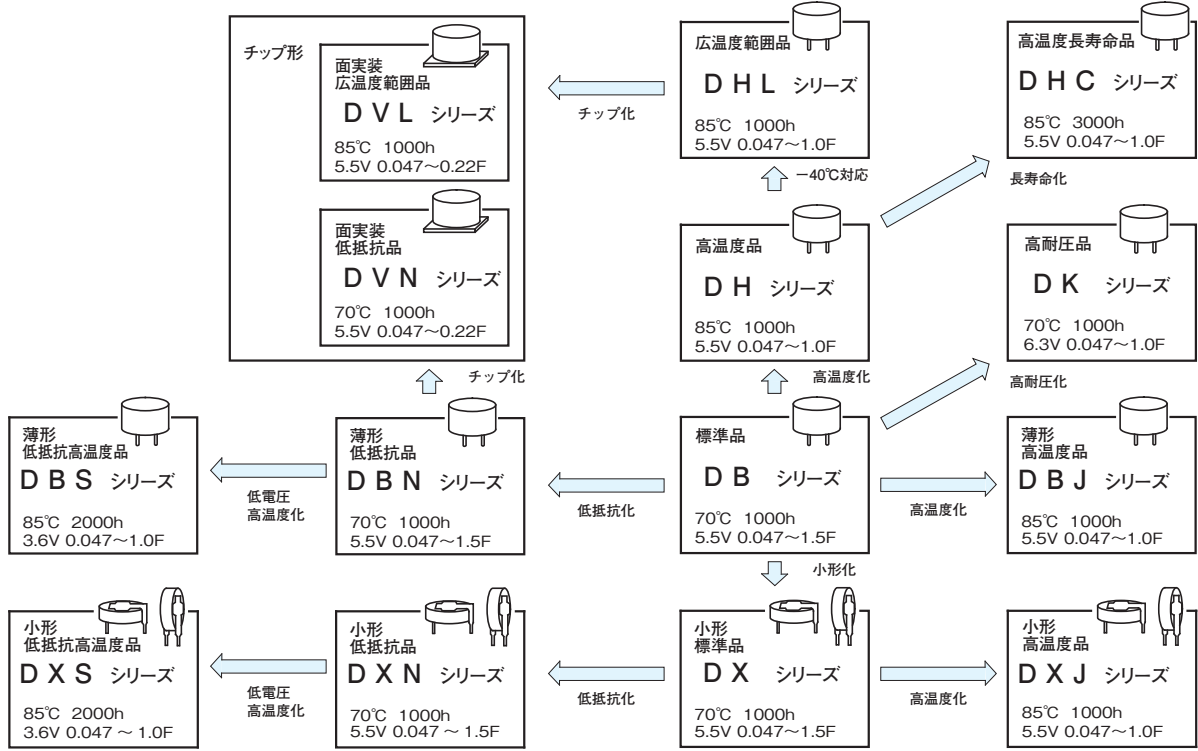 チップ形
面実装
広温度範囲品
DVL シリーズ
85℃ 1000h
5.5V 0.047～0.22F
面実装
低抵抗品
DVN シリーズ
70℃ 1000h
5.5V 0.047～0.22F
チップ化
広温度範囲品
DHL シリーズ
85℃ 1000h
5.5V 0.047～1.0F
高温度長寿命品
DHC シリーズ
85℃ 3000h
5.5V 0.047～1.0F
－40℃対応
長寿命化
高温度品
DH シリーズ
85℃ 1000h
5.5V 0.047～1.0F
高耐圧品
DK シリーズ
70℃ 1000h
6.3V 0.047～1.0F
チップ化
高温度化
高耐圧化
薄形
低抵抗高温度品
DBS シリーズ
85℃ 2000h
3.6V 0.047～1.0F
低電圧
高温度化
薄形
低抵抗品
DBN シリーズ
70℃ 1000h
5.5V 0.047～1.5F
低抵抗化
標準品
DB シリーズ
70℃ 1000h
5.5V 0.047～1.5F
高温度化
薄形
高温度品
DBJ シリーズ
85℃ 1000h
5.5V 0.047～1.0F
小形化
小形
低抵抗高温度品
DXS シリーズ
85℃ 2000h
3.6V 0.047 ～ 1.0F
低電圧
高温度化
小形
低抵抗品
DXN シリーズ
70℃ 1000h
5.5V 0.047 ～ 1.5F
低抵抗化
小形
標準品
DX シリーズ
70℃ 1000h
5.5V 0.047～1.5F
高温度化
小形
高温度品
DXJ シリーズ
85℃ 1000h
5.5V 0.047～1.0F